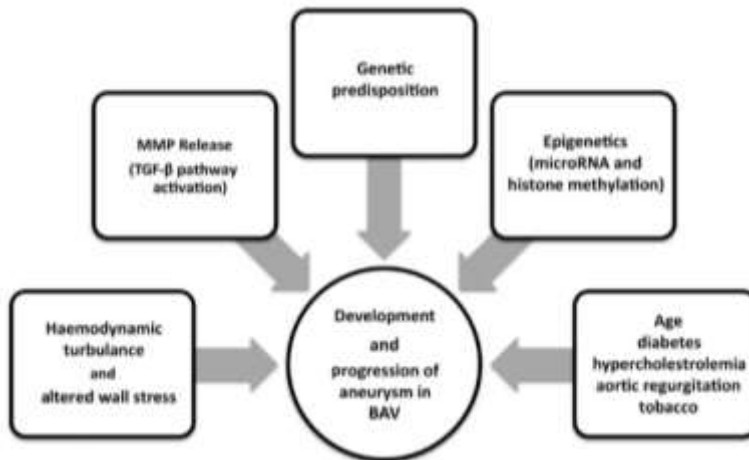 Genetic
predisposition
MMP Release
(TGF-β pathway
activation)
Epigenetics
(microRNA and
histone methylation)
Haemodynamic
turbulance
and
altered wall stress
Development
and
progression of
aneurysm in
BAV
Age
diabetes
hypercholestrolemia
aortic regurgitation
tobacco